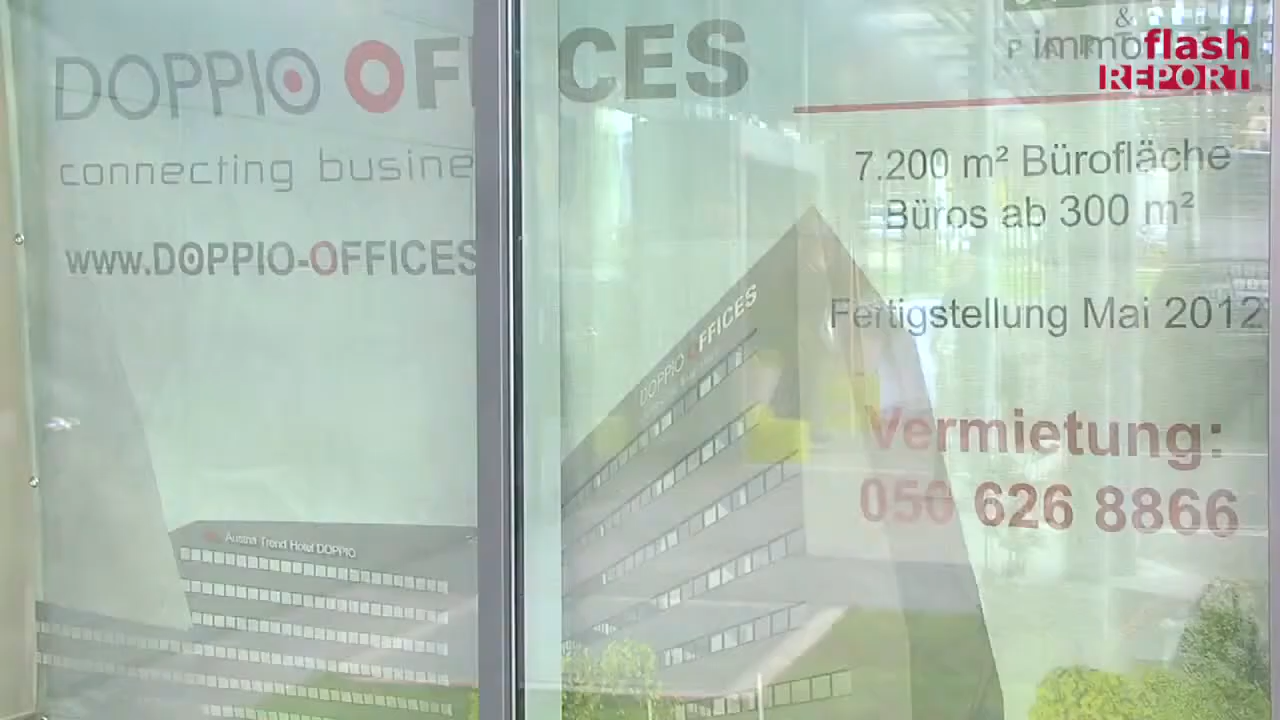 DOPPIO OFFICES
connecting busine
www.DOPPIO-OFFICES
&
immoflash
REPORT
7.200 m² Bürofläche
Büros ab 300 m²
Fertigstellung Mai 2012
Vermietung:
050 626 8866
DOPPIO OFFICES
Austria Trend Hotel DOPPIO